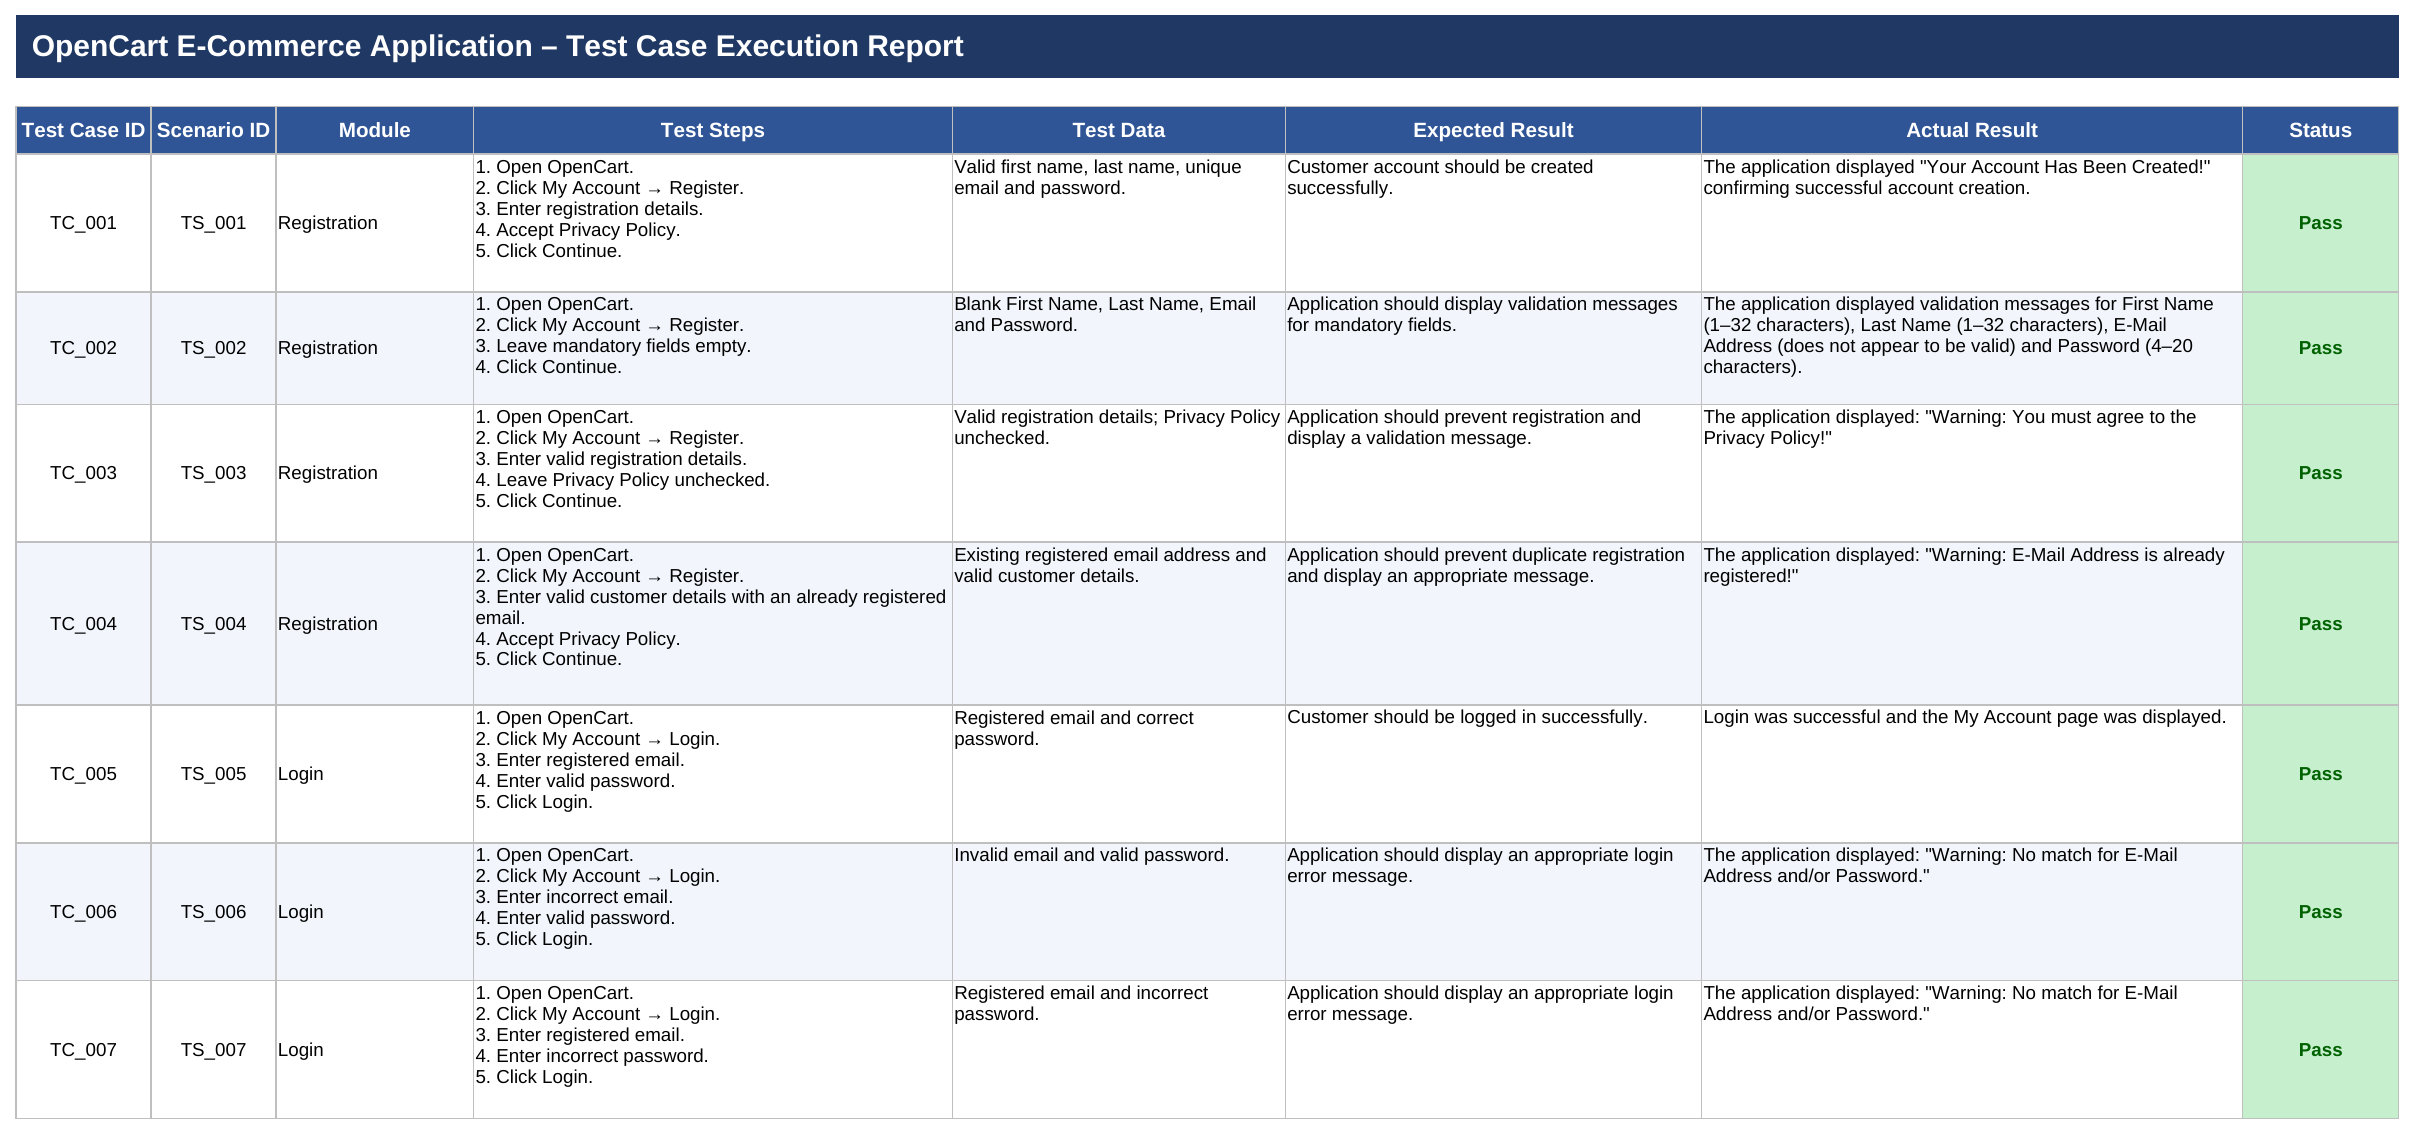 OpenCart E-Commerce Application – Test Case Execution Report
Test Case ID Scenario ID Module Test Steps Test Data Expected Result Actual Result Status
TC_001
TS_001
Registration
1. Open OpenCart.
2. Click My Account → Register.
3. Enter registration details.
4. Accept Privacy Policy.
5. Click Continue.
Valid first name, last name, unique
email and password.
Customer account should be created
successfully.
The application displayed "Your Account Has Been Created!"
confirming successful account creation.
Pass
TC_002
TS_002
Registration
1. Open OpenCart.
2. Click My Account → Register.
3. Leave mandatory fields empty.
4. Click Continue.
Blank First Name, Last Name, Email
and Password.
Application should display validation messages
for mandatory fields.
The application displayed validation messages for First Name
(1–32 characters), Last Name (1–32 characters), E-Mail
Address (does not appear to be valid) and Password (4–20
characters).
Pass
TC_003
TS_003
Registration
1. Open OpenCart.
2. Click My Account → Register.
3. Enter valid registration details.
4. Leave Privacy Policy unchecked.
5. Click Continue.
Valid registration details; Privacy Policy
unchecked.
Application should prevent registration and
display a validation message.
The application displayed: "Warning: You must agree to the
Privacy Policy!"
Pass
TC_004
TS_004
Registration
1. Open OpenCart.
2. Click My Account → Register.
3. Enter valid customer details with an already registered
email.
4. Accept Privacy Policy.
5. Click Continue.
Existing registered email address and
valid customer details.
Application should prevent duplicate registration
and display an appropriate message.
The application displayed: "Warning: E-Mail Address is already
registered!"
Pass
TC_005
TS_005
Login
1. Open OpenCart.
2. Click My Account → Login.
3. Enter registered email.
4. Enter valid password.
5. Click Login.
Registered email and correct
password.
Customer should be logged in successfully.
Login was successful and the My Account page was displayed.
Pass
TC_006
TS_006
Login
1. Open OpenCart.
2. Click My Account → Login.
3. Enter incorrect email.
4. Enter valid password.
5. Click Login.
Invalid email and valid password.
Application should display an appropriate login
error message.
The application displayed: "Warning: No match for E-Mail
Address and/or Password."
Pass
TC_007
TS_007
Login
1. Open OpenCart.
2. Click My Account → Login.
3. Enter registered email.
4. Enter incorrect password.
5. Click Login.
Registered email and incorrect
password.
Application should display an appropriate login
error message.
The application displayed: "Warning: No match for E-Mail
Address and/or Password."
Pass